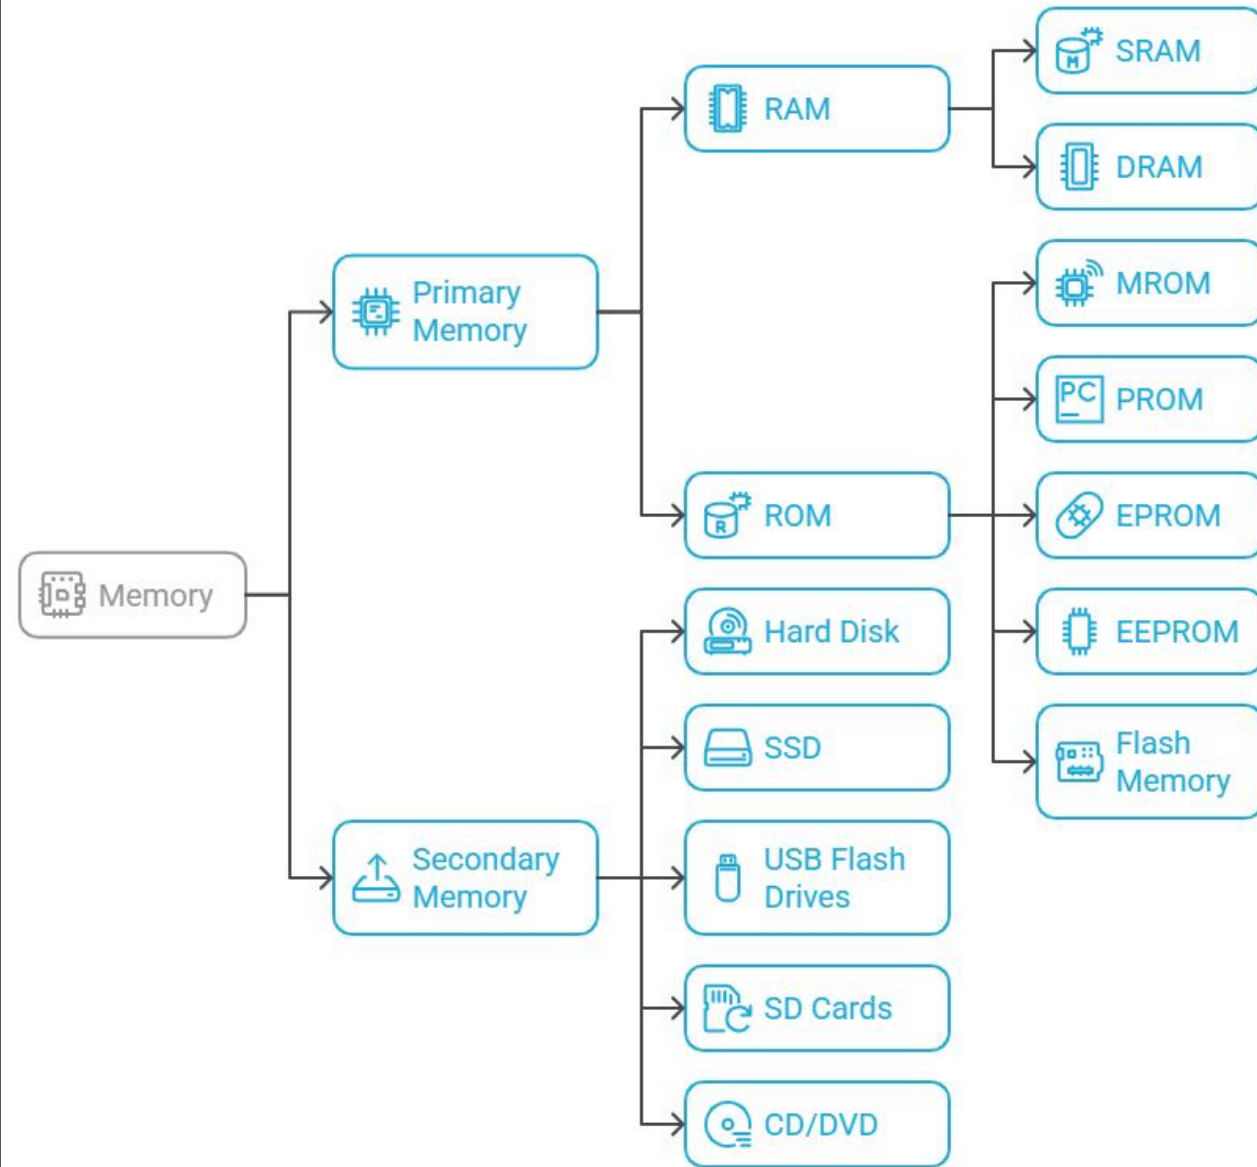 Memory
Primary
Memory
Secondary
Memory
RAM
ROM
Hard Disk
SSD
USB Flash
Drives
SD Cards
CD/DVD
M
SRAM
DRAM
MROM
PC
PROM
EPROM
EEPROM
Flash
Memory
R